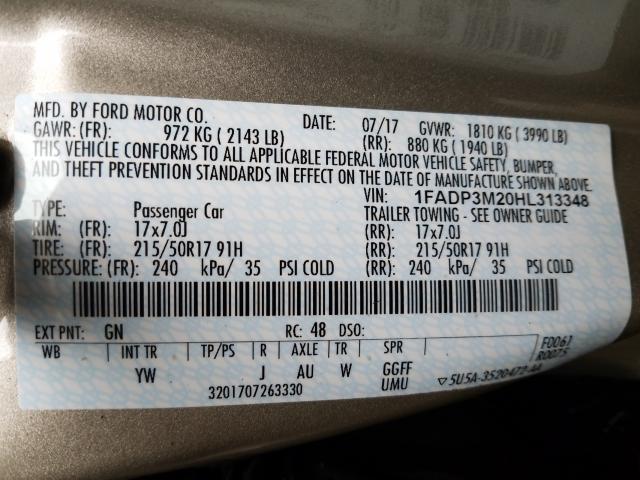 MFD. BY FORD MOTOR CO. DATE: 07/17 GVWR: 1810 KG ( 3990 LB)
GAWR: (FR): 972 KG ( 2143 LB) (RR): 880 KG ( 1940 LB)
THIS VEHICLE CONFORMS TO ALL APPLICABLE FEDERAL MOTOR VEHICLE SAFETY, BUMPER,
AND THEFT PREVENTION STANDARDS IN EFFECT ON THE DATE OF MANUFACTURE SHOWN ABOVE.
VIN: 1FADP3M20HL313348
TYPE: Passenger Car TRAILER TOWING - SEE OWNER GUIDE
RIM: (FR): 17x7.0J (RR): 17x7.0J
TIRE: (FR): 215/50R17 91H (RR): 215/50R17 91H
PRESSURE: (FR): 240 kPa/ 35 PSI COLD (RR): 240 kPa/ 35 PSI COLD
EXT PNT: GN RC: 48 DSO: F0061
WB INT TR TP/PS R AXLE TR SPR R0075
YW J AU W GGFF
UMU
3201707263330 ▽5U5A-3520472-AA